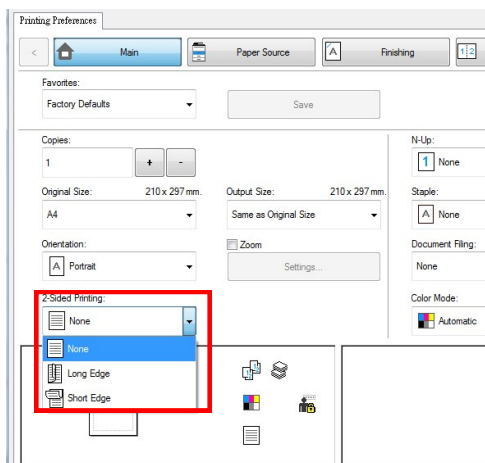 Printing Preferences
< Main Paper Source A Finishing 1 2
Favorites:
Factory Defaults Save
Copies: N-Up:
1 + - 1 None
Original Size: 210 x 297 mm. Output Size: 210 x 297 mm. Staple:
A4 Same as Original Size A None
Orientation: Zoom Document Filing:
A Portrait Settings... None
2-Sided Printing: Color Mode:
None Automatic
None
Long Edge
Short Edge